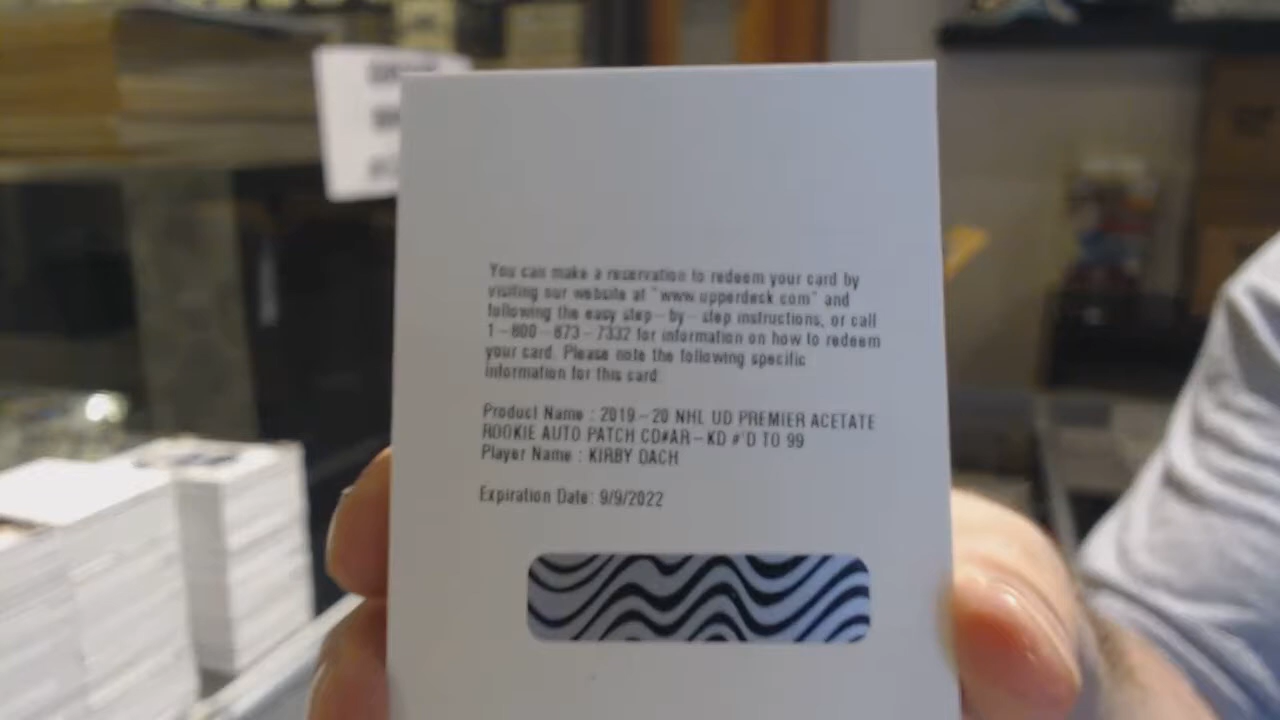 You can make a reservation to redeem your card by
visiting our website at "www.upperdeck.com" and
following the easy step-by-step instructions, or call
1-800-873-7332 for information on how to redeem
your card. Please note the following specific
information for this card:
Product Name : 2019-20 NHL UD PREMIER ACETATE
ROOKIE AUTO PATCH CD#AR-KD #'D TO 99
Player Name : KIRBY DACH
Expiration Date: 9/9/2022